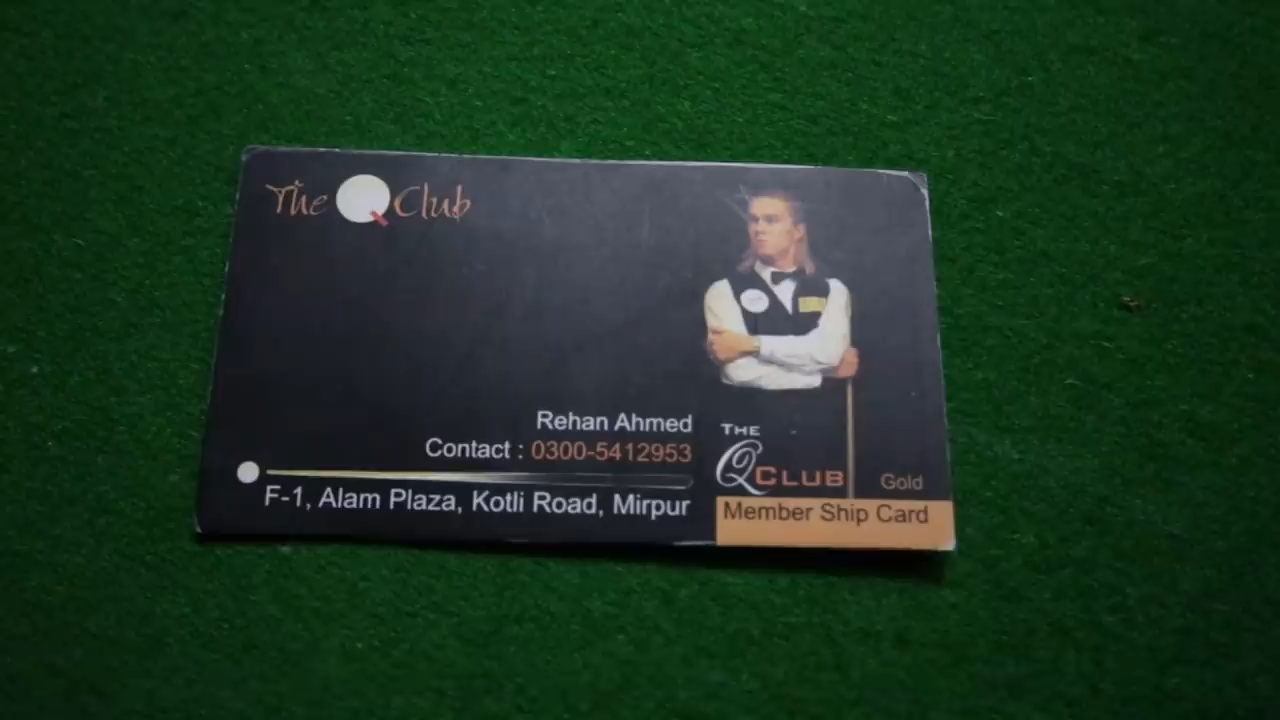 The Q Club
Rehan Ahmed
Contact : 0300-5412953
F-1, Alam Plaza, Kotli Road, Mirpur
THE
QCLUB
Gold
Member Ship Card